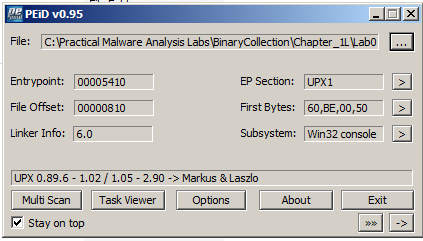 PEiD v0.95
File: C:\Practical Malware Analysis Labs\BinaryCollection\Chapter_1L\Lab0 ...
Entrypoint: 00005410 EP Section: UPX1 >
File Offset: 00000810 First Bytes: 60,BE,00,50 >
Linker Info: 6.0 Subsystem: Win32 console >
UPX 0.89.6 - 1.02 / 1.05 - 2.90 -> Markus & Laszlo
Multi Scan Task Viewer Options About Exit
Stay on top »» ->